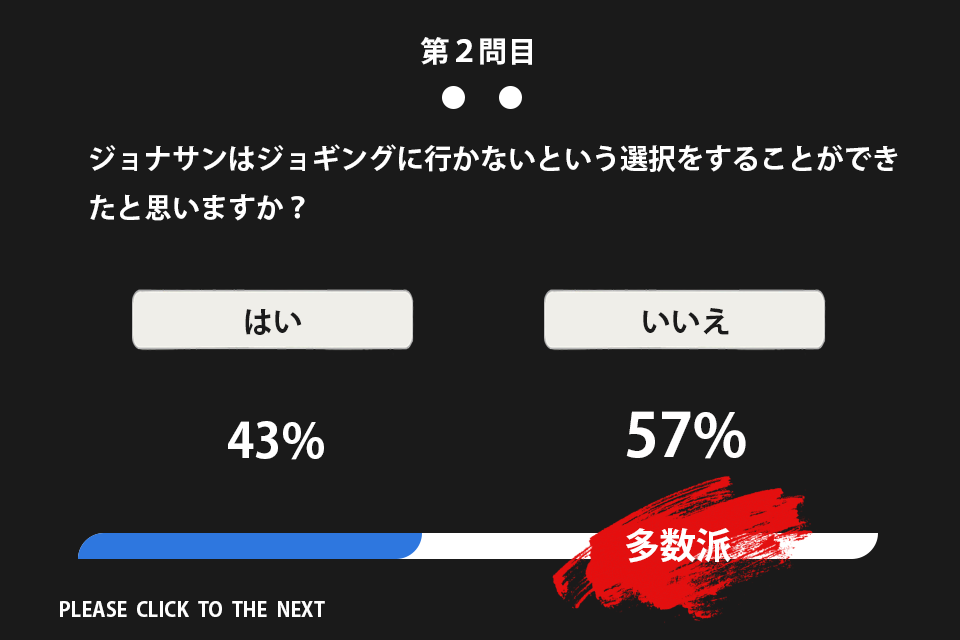 第２問目
ジョナサンはジョギングに行かないという選択をすることができ
たと思いますか？
はい
いいえ
43%
57%
多数派
PLEASE CLICK TO THE NEXT